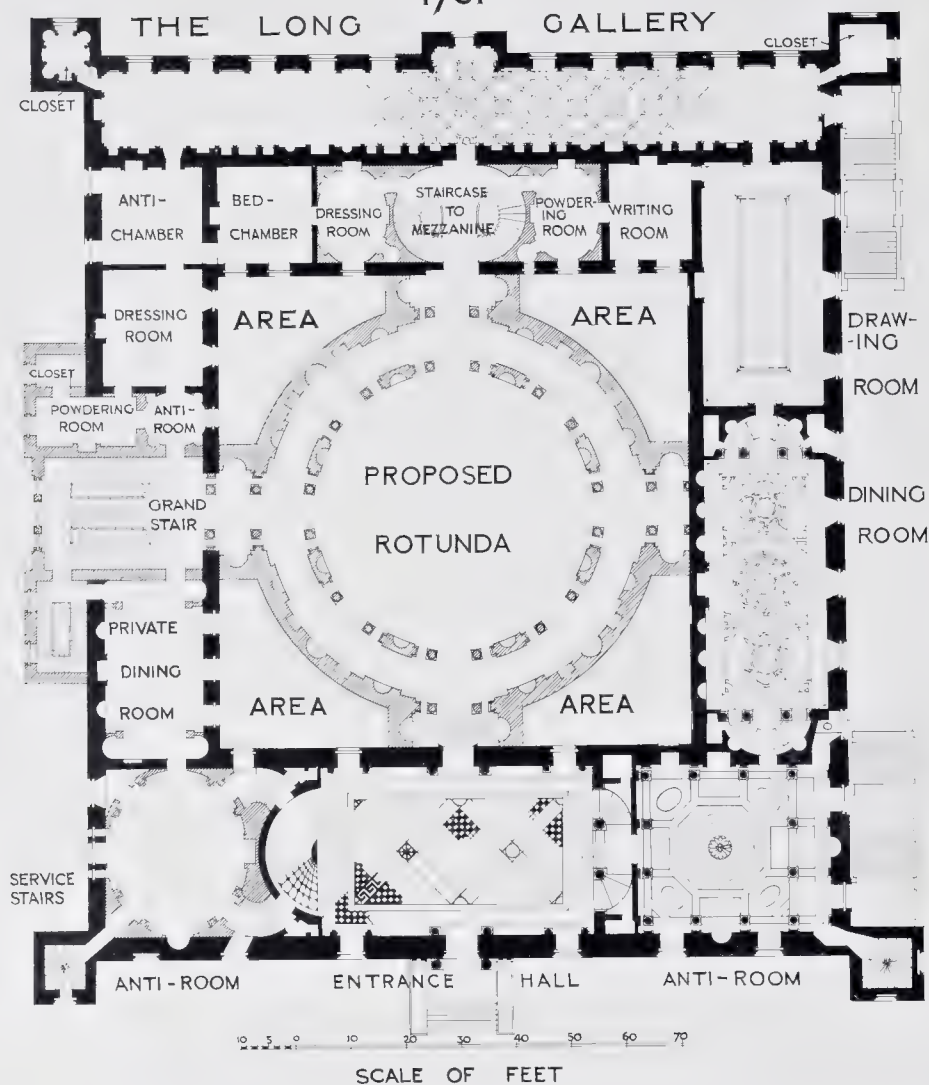 THE LONG GALLERY
CLOSET
CLOSET
ANTI-
CHAMBER
BED-
CHAMBER
DRESSING
ROOM
STAIRCASE
TO
MEZZANINE
POWDER-
ING
ROOM
WRITING
ROOM
DRESSING
ROOM
AREA
AREA
DRAW-
-ING
ROOM
CLOSET
POWDERING
ROOM
ANTI-
ROOM
GRAND
STAIR
PROPOSED
ROTUNDA
DINING
ROOM
PRIVATE
DINING
ROOM
AREA
AREA
SERVICE
STAIRS
ANTI-ROOM
ENTRANCE HALL
ANTI-ROOM
10 5 0 10 20 30 40 50 60 70
SCALE OF FEET